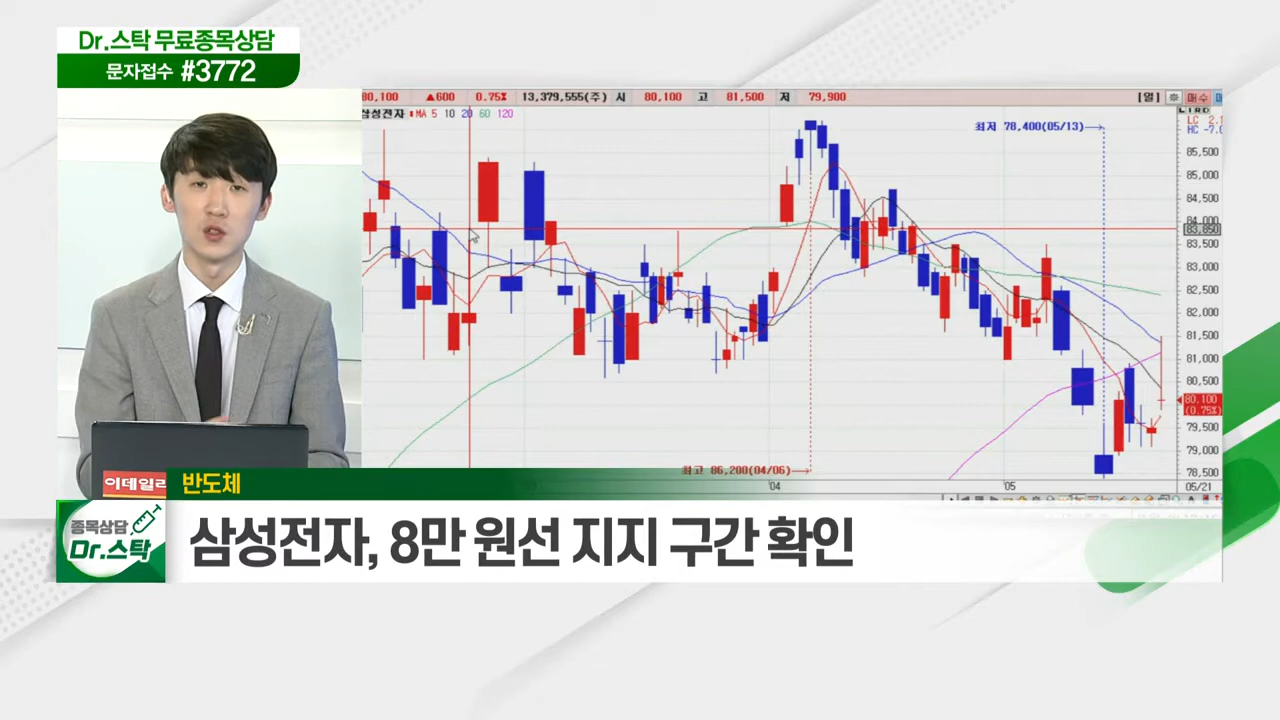 Dr.스탁 무료종목상담
문자접수 #3772
80,100 ▲600 0.75% 13,379,555(주) 시 80,100 고 81,500 저 79,900 [일] 매수
삼성전자 MA 5 10 20 60 120
최저 78,400(05/13)
85,500
85,000
84,500
84,000
83,850
83,500
83,000
82,500
82,000
81,500
81,000
80,500
80,100
(0.75%)
79,500
79,000
78,500
최고 86,200(04/06)
'04 '05 05/21
이데일리 반도체
종목상담
Dr.스탁
삼성전자, 8만 원선 지지 구간 확인